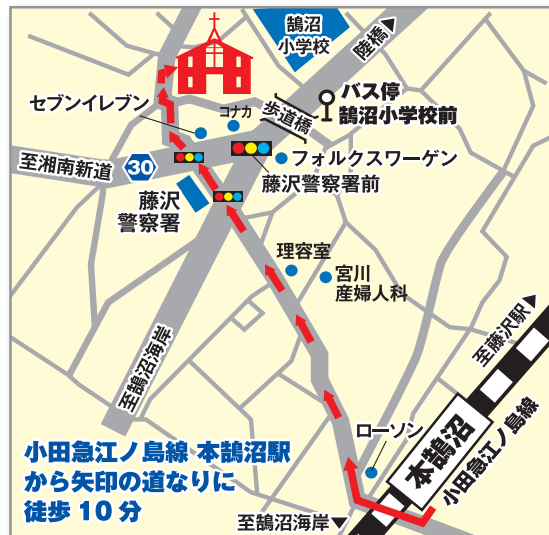 鵠沼
小学校
陸橋
バス停
鵠沼小学校前
セブンイレブン
コナカ
歩道橋
至湘南新道
30
フォルクスワーゲン
藤沢警察署前
藤沢
警察署
理容室
宮川
産婦人科
至藤沢駅
至鵠沼海岸
ローソン
本鵠沼
小田急江ノ島線
小田急江ノ島線 本鵠沼駅
から矢印の道なりに
徒歩10分
至鵠沼海岸